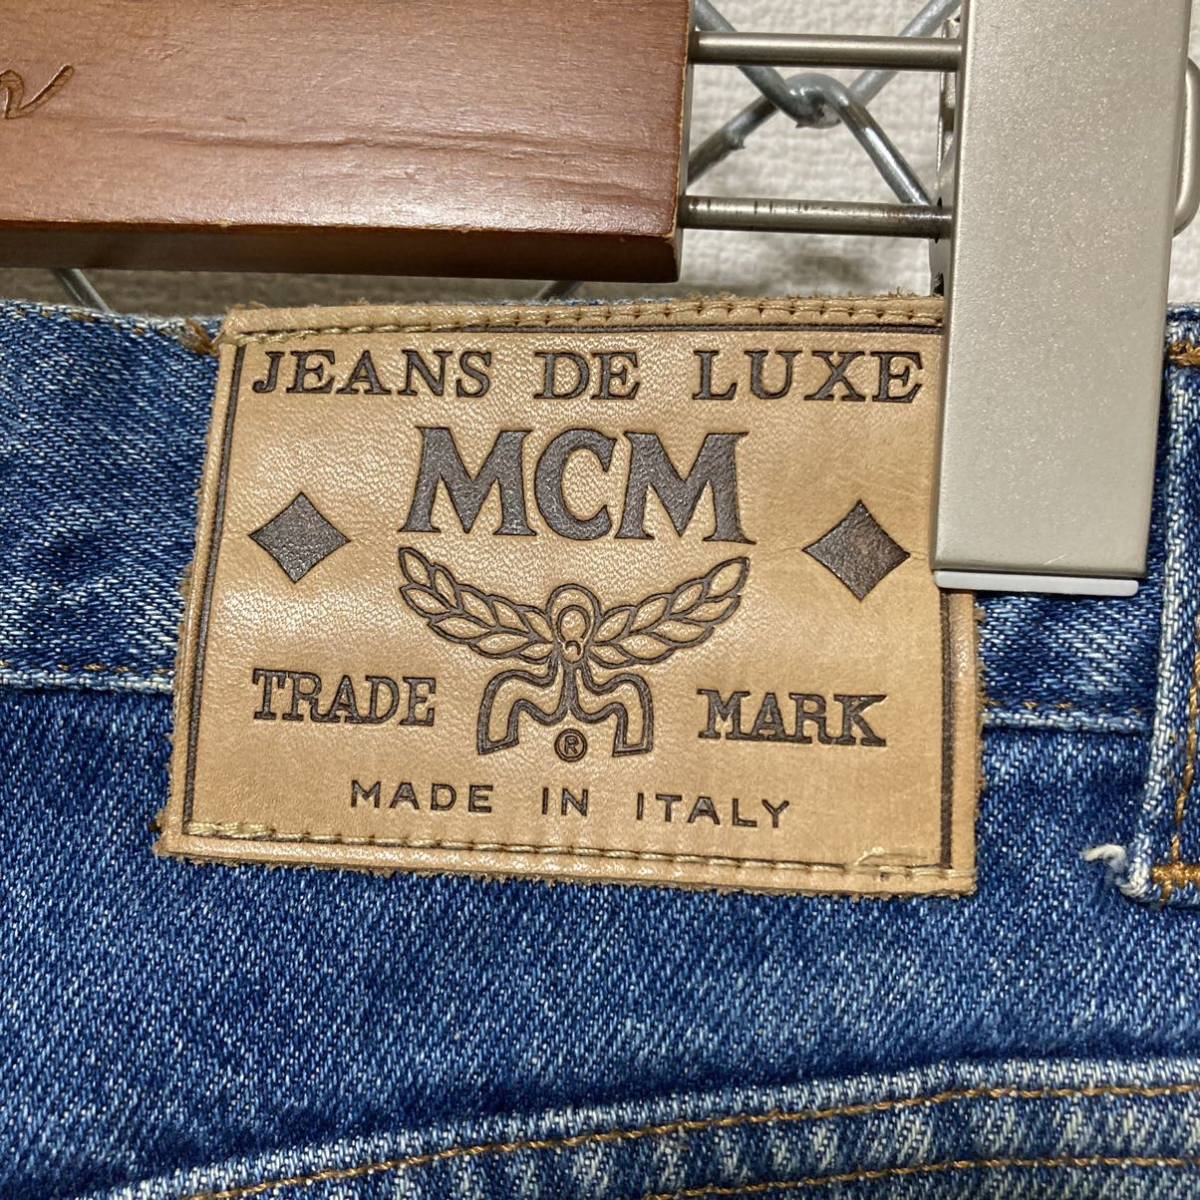 JEANS DE LUXE
MCM
TRADE MARK
®
MADE IN ITALY